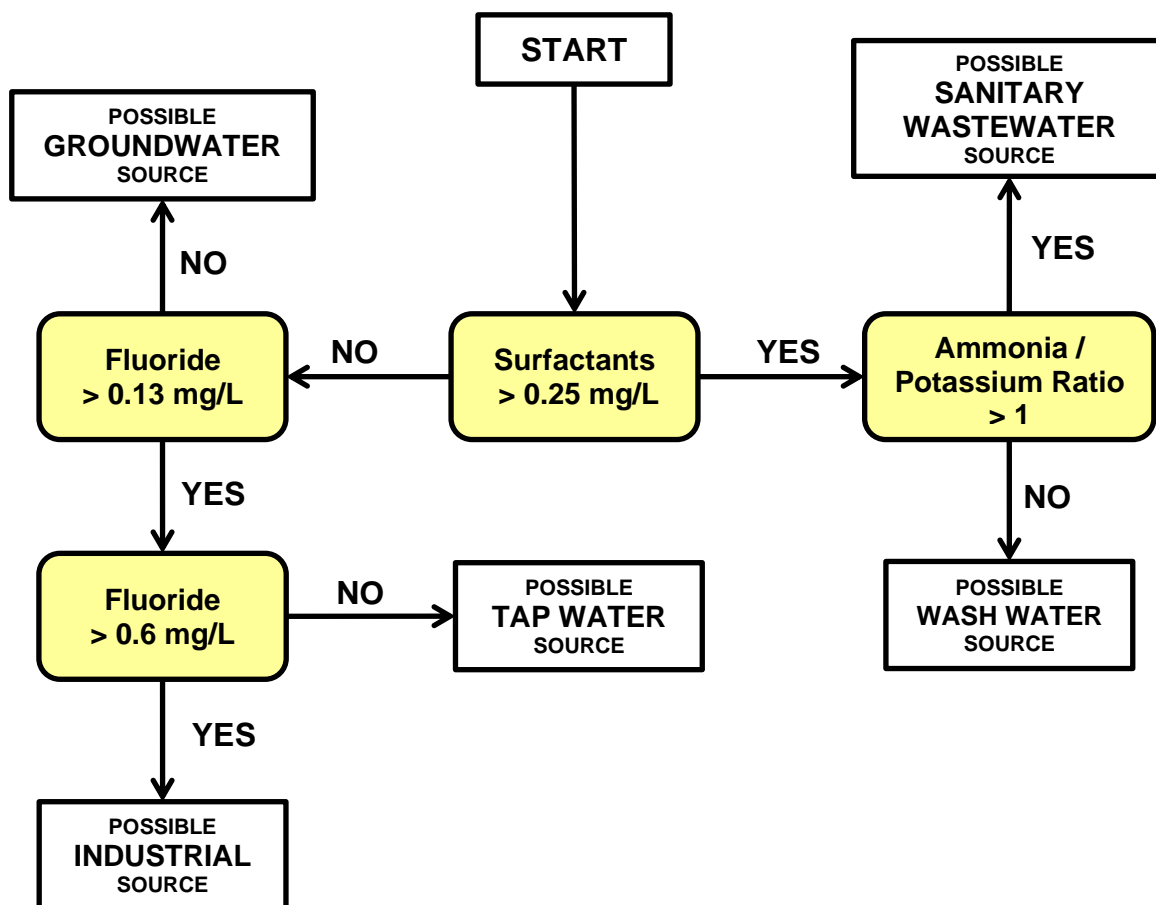 START
POSSIBLE
SANITARY
WASTEWATER
SOURCE
POSSIBLE
GROUNDWATER
SOURCE
NO
YES
Fluoride
> 0.13 mg/L
NO
Surfactants
> 0.25 mg/L
YES
Ammonia /
Potassium Ratio
> 1
YES
NO
Fluoride
> 0.6 mg/L
NO
POSSIBLE
TAP WATER
SOURCE
POSSIBLE
WASH WATER
SOURCE
YES
POSSIBLE
INDUSTRIAL
SOURCE